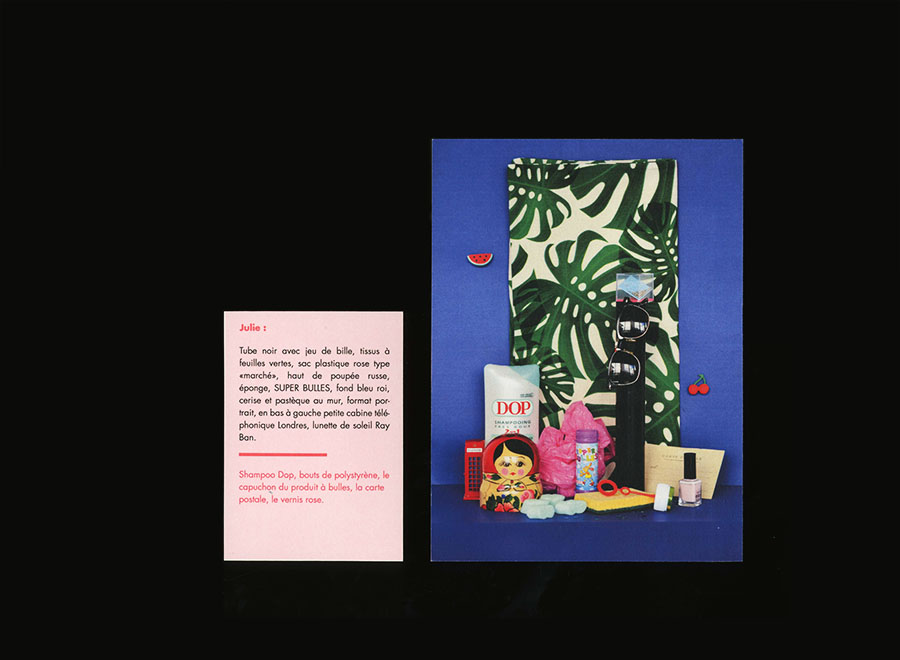 Julie :
Tube noir avec jeu de bille, tissus à
feuilles vertes, sac plastique rose type
«marché», haut de poupée russe,
éponge, SUPER BULLES, fond bleu roi,
cerise et pastèque au mur, format por-
trait, en bas à gauche petite cabine télé-
phonique Londres, lunette de soleil Ray
Ban.
Shampoo Dop, bouts de polystyrène, le
capuchon du produit à bulles, la carte
postale, le vernis rose.
DOP
SHAMPOOING
TRES DOUX
2en1